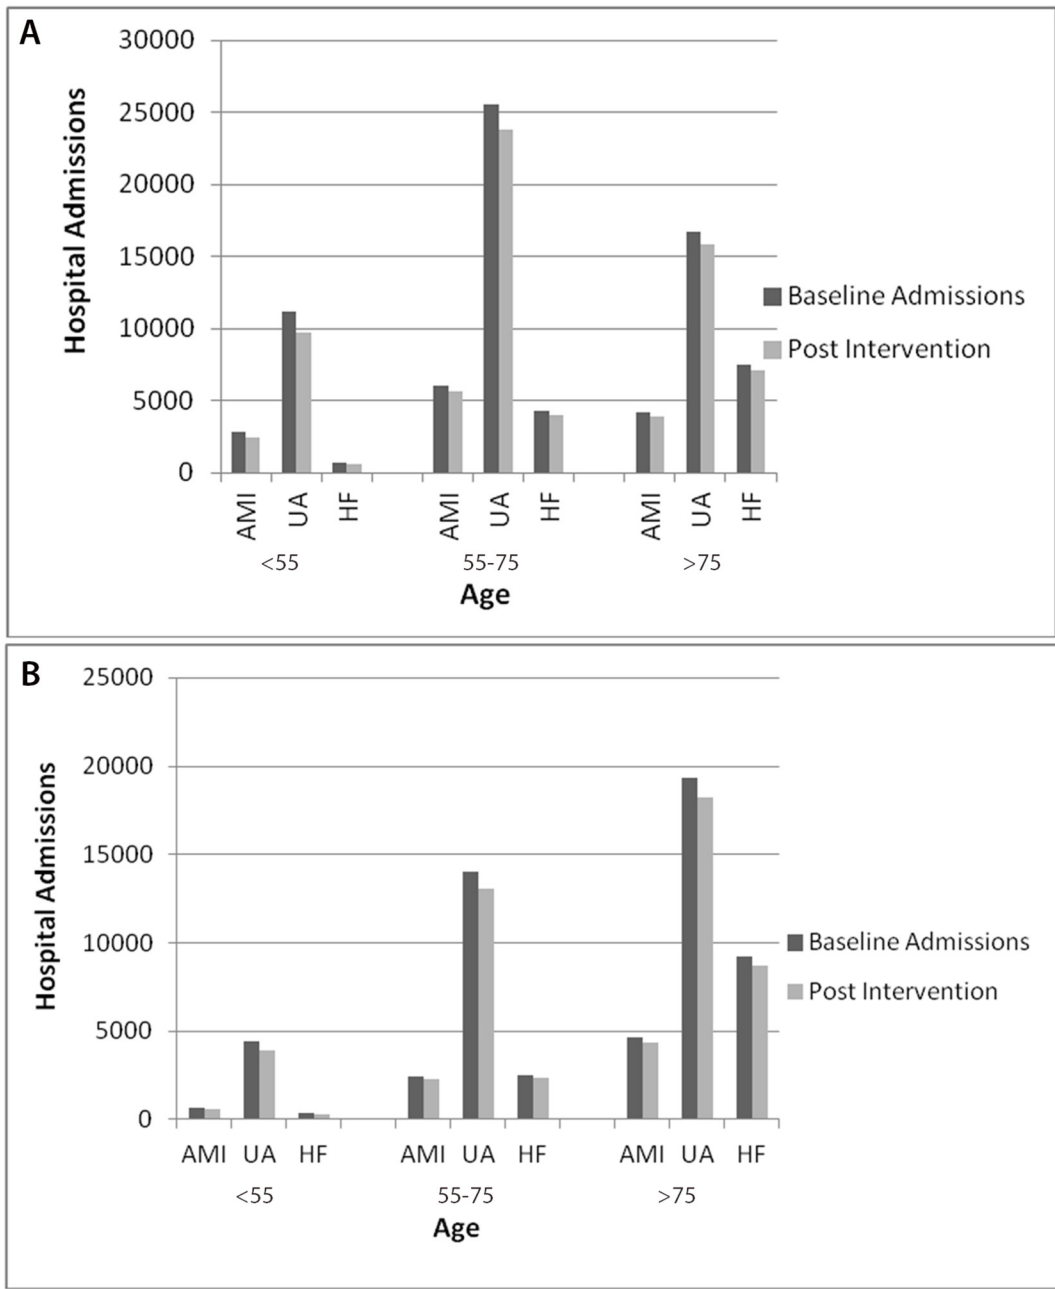 A
30000
25000
20000
15000
10000
5000
0
Hospital Admissions
Baseline Admissions
Post Intervention
AMI UA HF AMI UA HF AMI UA HF
<55 55-75 >75
Age
B
25000
20000
15000
10000
5000
0
Hospital Admissions
Baseline Admissions
Post Intervention
AMI UA HF AMI UA HF AMI UA HF
<55 55-75 >75
Age